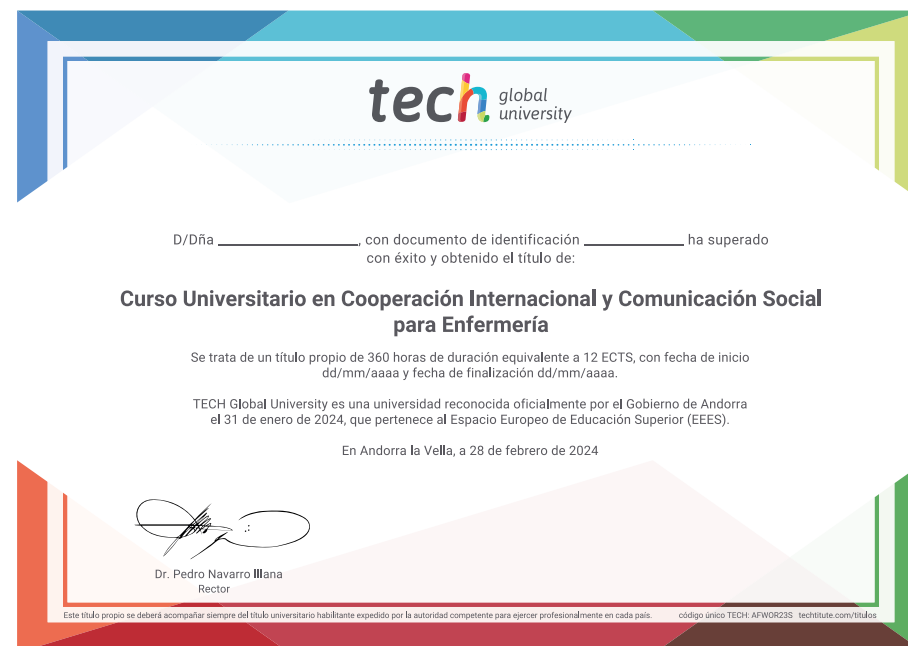 tech global university
D/Dña ____________________, con documento de identificación ______________ ha superado
con éxito y obtenido el título de:
Curso Universitario en Cooperación Internacional y Comunicación Social
para Enfermería
Se trata de un título propio de 360 horas de duración equivalente a 12 ECTS, con fecha de inicio
dd/mm/aaaa y fecha de finalización dd/mm/aaaa.
TECH Global University es una universidad reconocida oficialmente por el Gobierno de Andorra
el 31 de enero de 2024, que pertenece al Espacio Europeo de Educación Superior (EEES).
En Andorra la Vella, a 28 de febrero de 2024
Dr. Pedro Navarro Illana
Rector
Este título propio se deberá acompañar siempre del título universitario habilitante expedido por la autoridad competente para ejercer profesionalmente en cada país. código único TECH: AFWOR23S techtitute.com/titulos